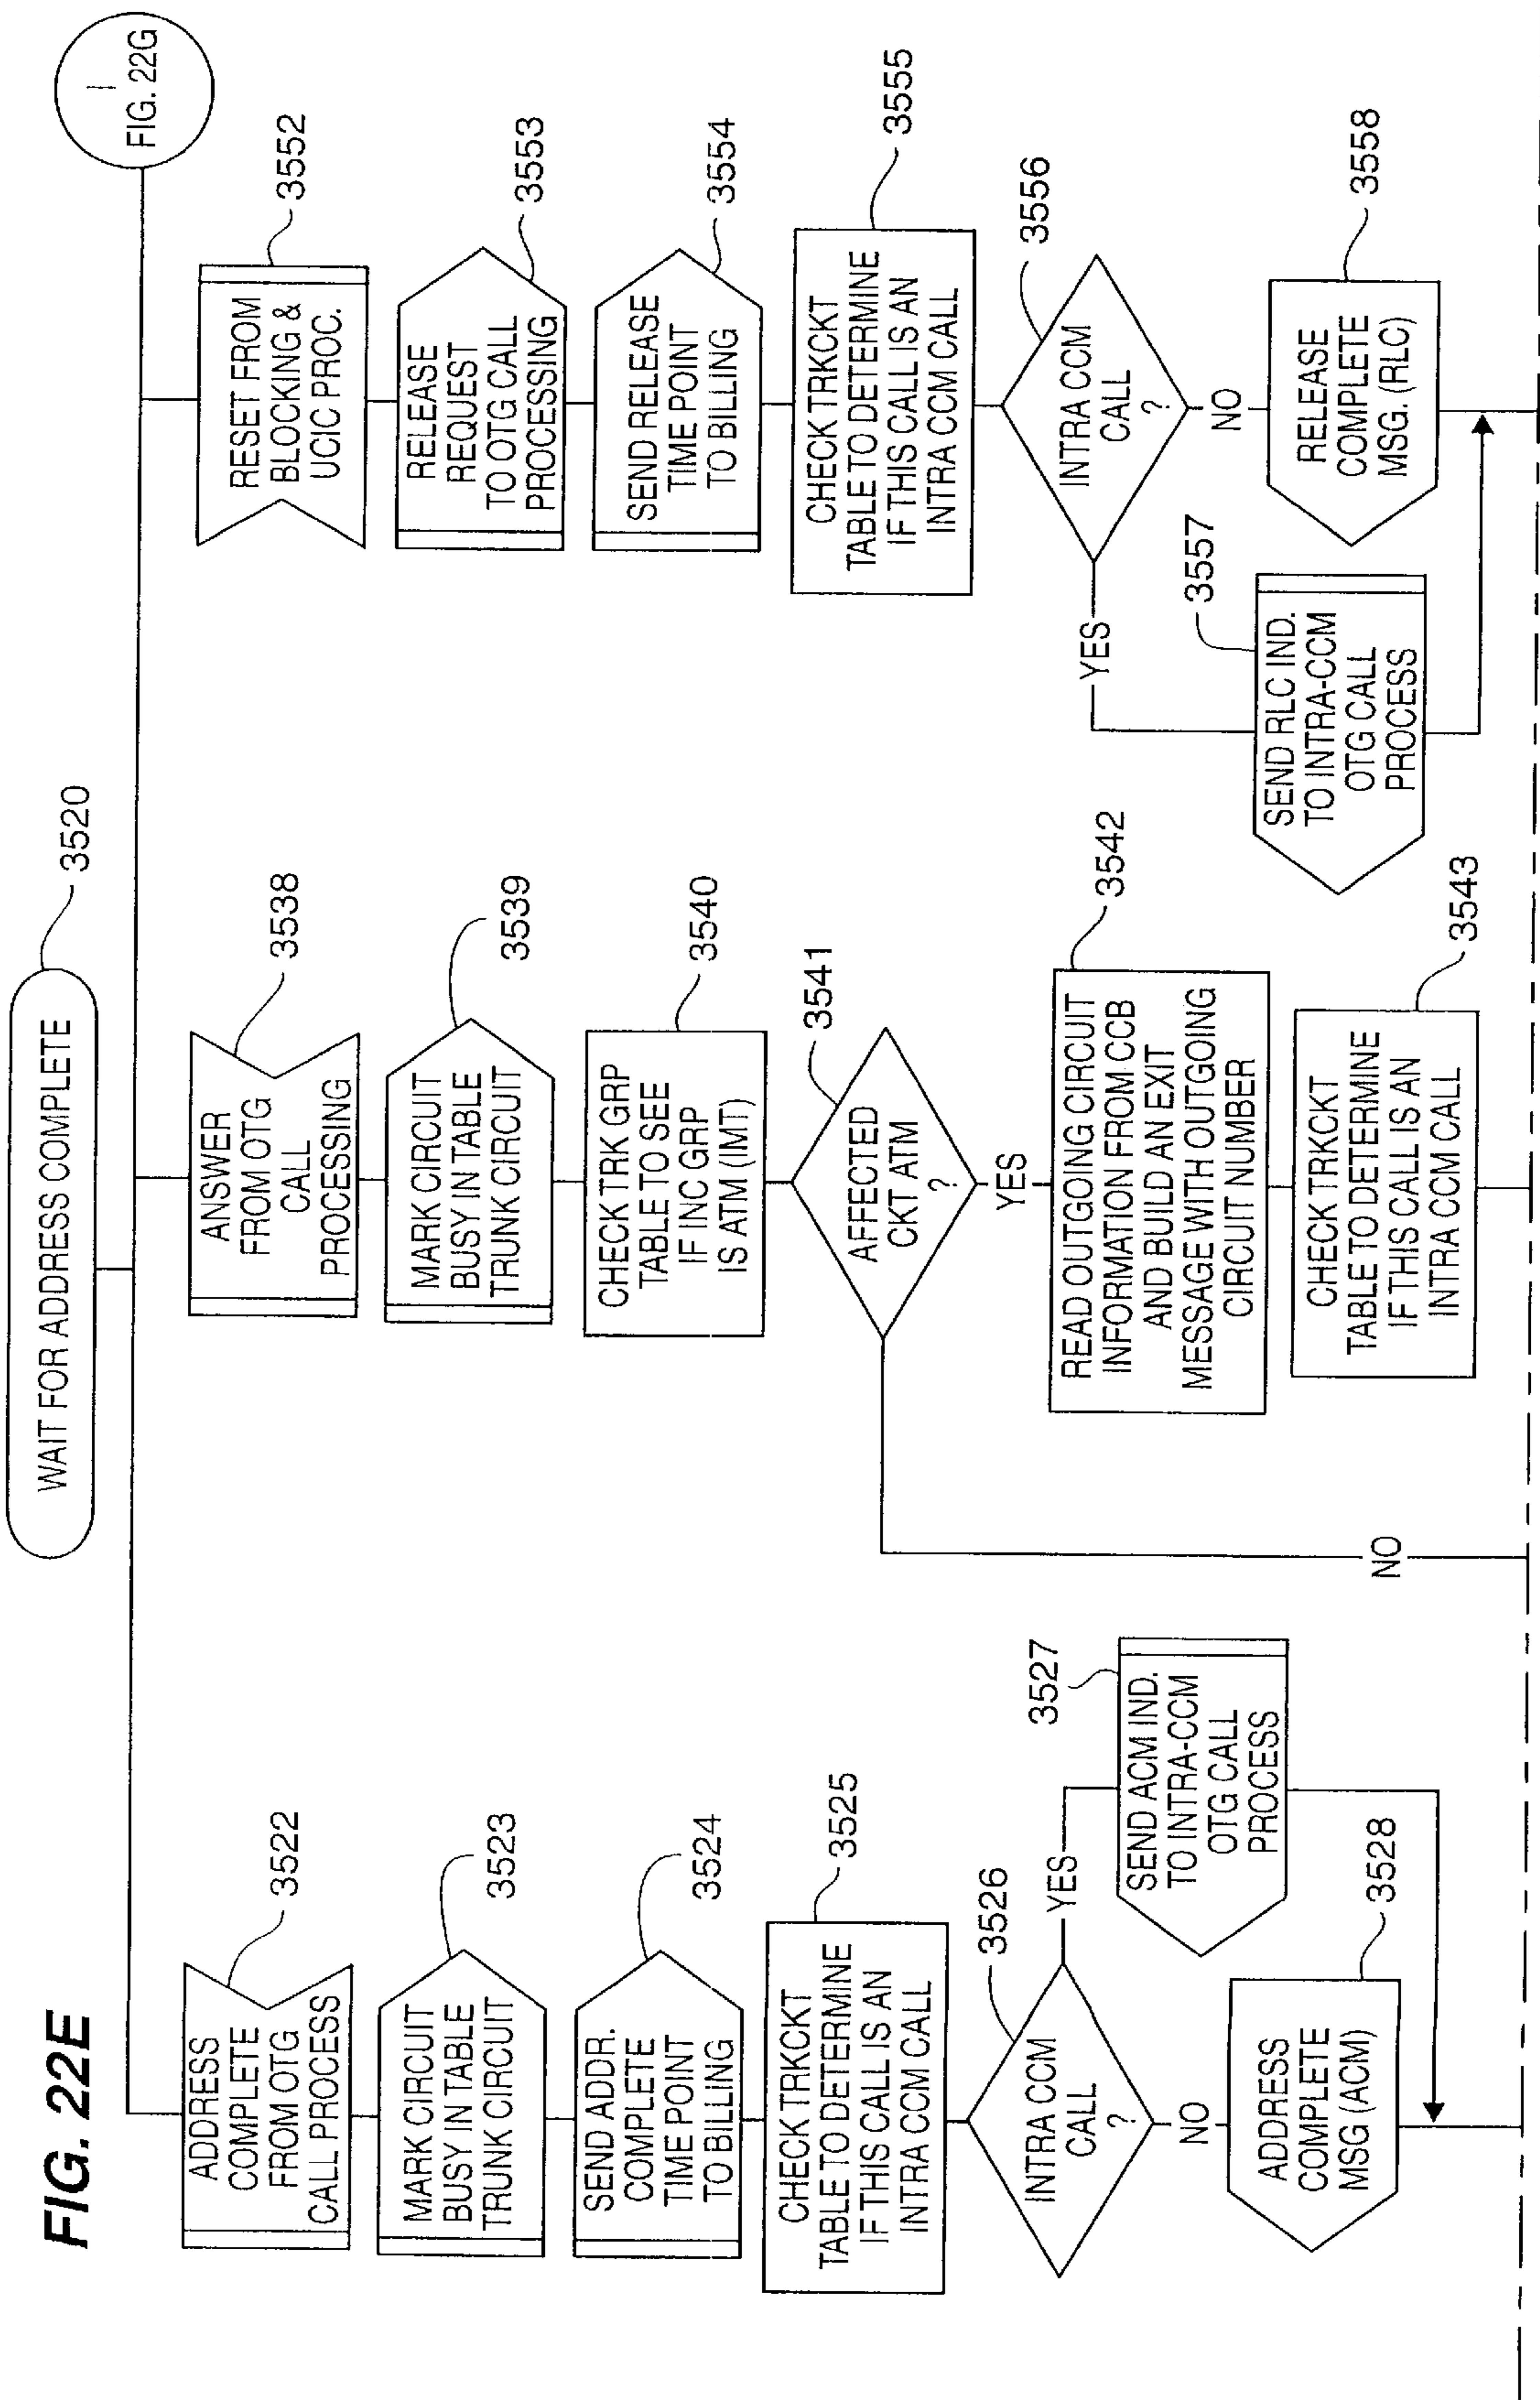 FIG. 22E
WAIT FOR ADDRESS COMPLETE
3520
I
FIG. 22G
ADDRESS
COMPLETE
FROM OTG
CALL PROCESS
3522
MARK CIRCUIT
BUSY IN TABLE
TRUNK CIRCUIT
3523
SEND ADDR.
COMPLETE
TIME POINT
TO BILLING
3524
CHECK TRKCKT
TABLE TO DETERMINE
IF THIS CALL IS AN
INTRA CCM CALL
3525
INTRA CCM
CALL
?
3526
YES
SEND ACM IND.
TO INTRA-CCM
OTG CALL
PROCESS
3527
NO
ADDRESS
COMPLETE
MSG (ACM)
3528
ANSWER
FROM OTG
CALL
PROCESSING
3538
MARK CIRCUIT
BUSY IN TABLE
TRUNK CIRCUIT
3539
CHECK TRK GRP
TABLE TO SEE
IF INC GRP
IS ATM (IMT)
3540
AFFECTED
CKT ATM
?
3541
NO
YES
READ OUTGOING CIRCUIT
INFORMATION FROM CCB
AND BUILD AN EXIT
MESSAGE WITH OUTGOING
CIRCUIT NUMBER
3542
CHECK TRKCKT
TABLE TO DETERMINE
IF THIS CALL IS AN
INTRA CCM CALL
3543
RESET FROM
BLOCKING &
UCIC PROC.
3552
RELEASE
REQUEST
TO OTG CALL
PROCESSING
3553
SEND RELEASE
TIME POINT
TO BILLING
3554
CHECK TRKCKT
TABLE TO DETERMINE
IF THIS CALL IS AN
INTRA CCM CALL
3555
INTRA CCM
CALL
?
3556
YES
SEND RLC IND.
TO INTRA-CCM
OTG CALL
PROCESS
3557
NO
RELEASE
COMPLETE
MSG. (RLC)
3558